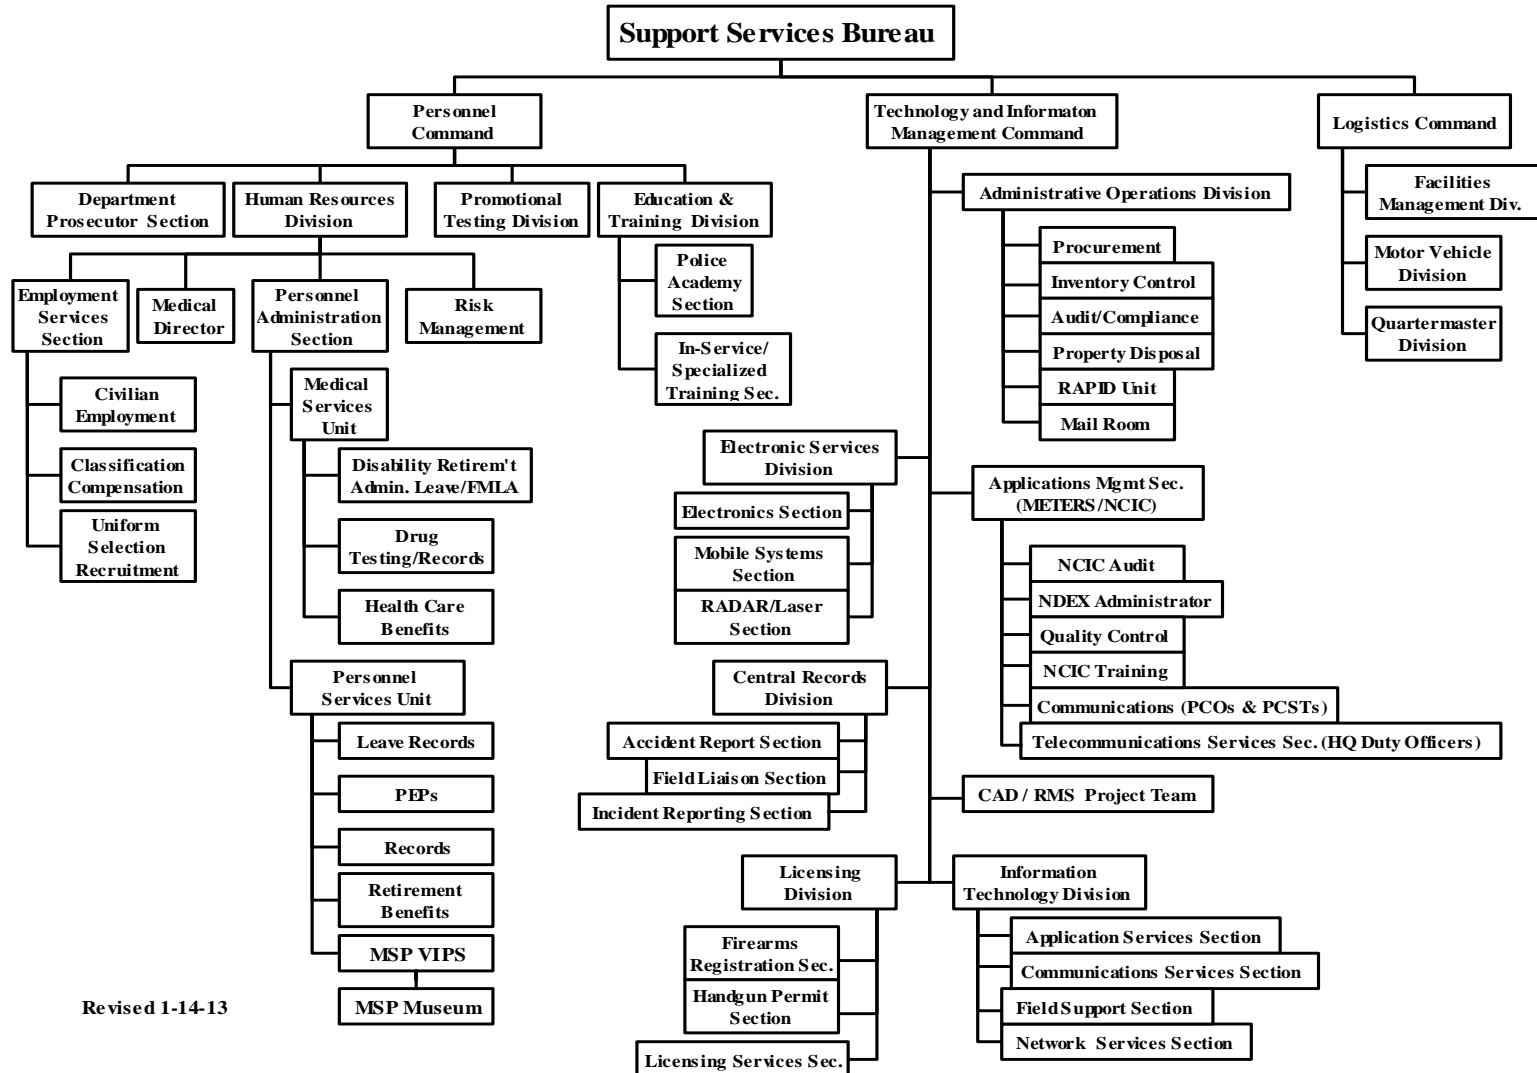 Support Services Bureau
Personnel
Command
Technology and Informaton
Management Command
Logistics Command
Department
Prosecutor Section
Human Resources
Division
Promotional
Testing Division
Education &
Training Division
Administrative Operations Division
Facilities
Management Div.
Employment
Services
Section
Medical
Director
Personnel
Administration
Section
Risk
Management
Police
Academy
Section
In-Service/
Specialized
Training Sec.
Procurement
Inventory Control
Audit/Compliance
Property Disposal
RAPID Unit
Mail Room
Motor Vehicle
Division
Quartermaster
Division
Civilian
Employment
Classification
Compensation
Uniform
Selection
Recruitment
Medical
Services
Unit
Disability Retirem't
Admin. Leave/FMLA
Drug
Testing/Records
Health Care
Benefits
Electronic Services
Division
Electronics Section
Mobile Systems
Section
RADAR/Laser
Section
Applications Mgmt Sec.
(METERS/NCIC)
NCIC Audit
NDEX Administrator
Quality Control
NCIC Training
Communications (PCOs & PCSTs)
Telecommunications Services Sec. (HQ Duty Officers)
Personnel
Services Unit
Leave Records
PEPs
Records
Retirement
Benefits
MSP VIPS
MSP Museum
Central Records
Division
Accident Report Section
Field Liaison Section
Incident Reporting Section
CAD / RMS Project Team
Licensing
Division
Firearms
Registration Sec.
Handgun Permit
Section
Licensing Services Sec.
Information
Technology Division
Application Services Section
Communications Services Section
Field Support Section
Network Services Section
Revised 1-14-13